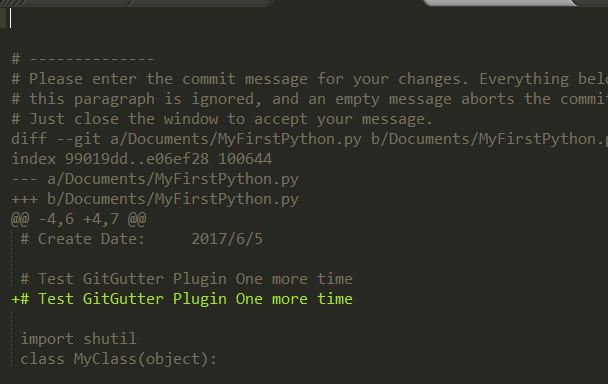 # --------------
# Please enter the commit message for your changes. Everything
# this paragraph is ignored, and an empty message aborts the
# Just close the window to accept your message.
diff --git a/Documents/MyFirstPython.py b/Documents/MyFirstPython.
index 99019dd..e06ef28 100644
--- a/Documents/MyFirstPython.py
+++ b/Documents/MyFirstPython.py
@@ -4,6 +4,7 @@
# Create Date:     2017/6/5
# Test GitGutter Plugin One more time
+# Test GitGutter Plugin One more time
import shutil
class MyClass(object):